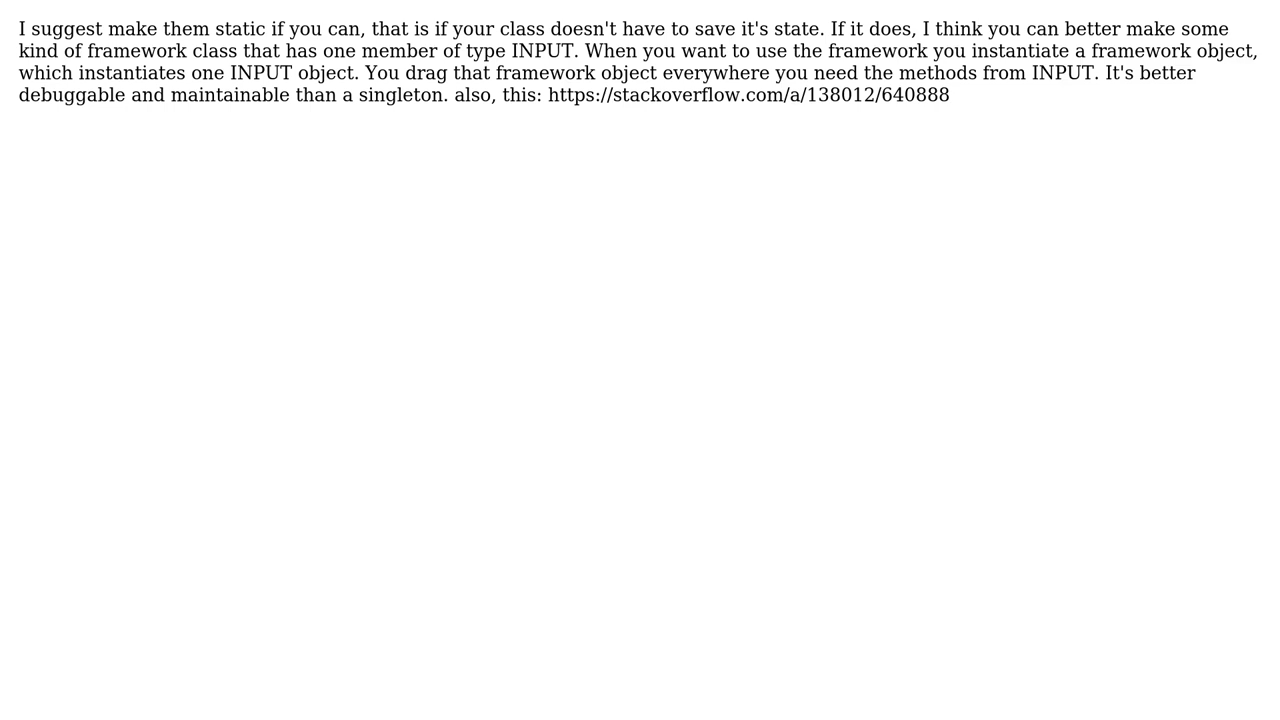 I suggest make them static if you can, that is if your class doesn't have to save it's state. If it does, I think you can better make some
kind of framework class that has one member of type INPUT. When you want to use the framework you instantiate a framework object,
which instantiates one INPUT object. You drag that framework object everywhere you need the methods from INPUT. It's better
debuggable and maintainable than a singleton. also, this: https://stackoverflow.com/a/138012/640888